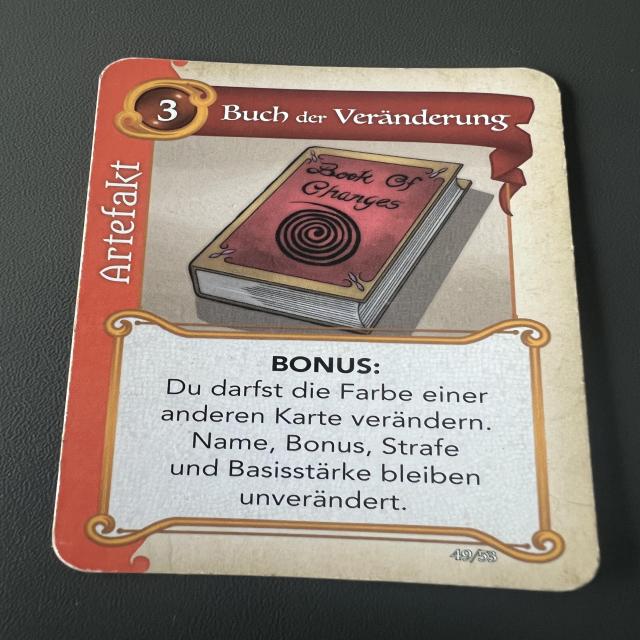 3
Buch der Veränderung
Artefakt
Book Of
Changes
BONUS:
Du darfst die Farbe einer
anderen Karte verändern.
Name, Bonus, Strafe
und Basisstärke bleiben
unverändert.
49/53